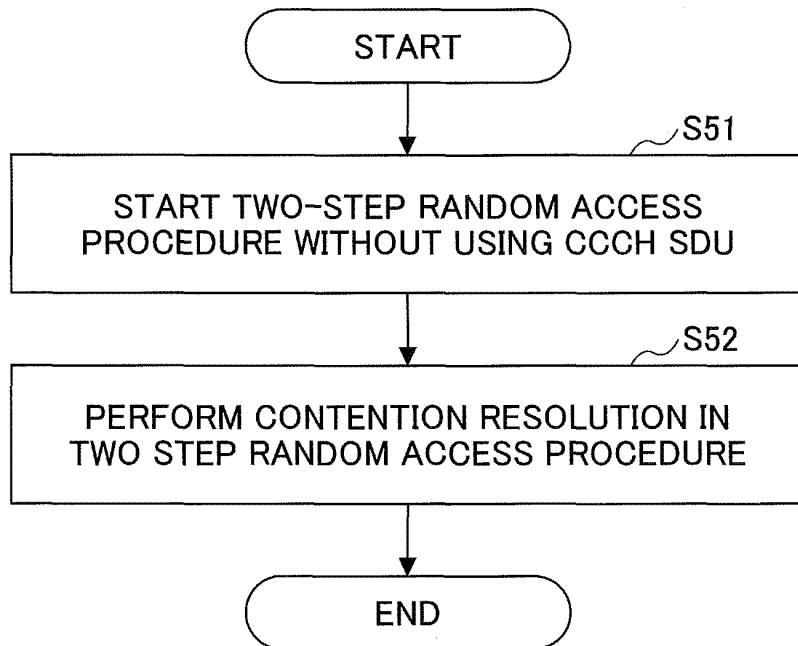 START
S51
START TWO-STEP RANDOM ACCESS
PROCEDURE WITHOUT USING CCCH SDU
S52
PERFORM CONTENTION RESOLUTION IN
TWO STEP RANDOM ACCESS PROCEDURE
END